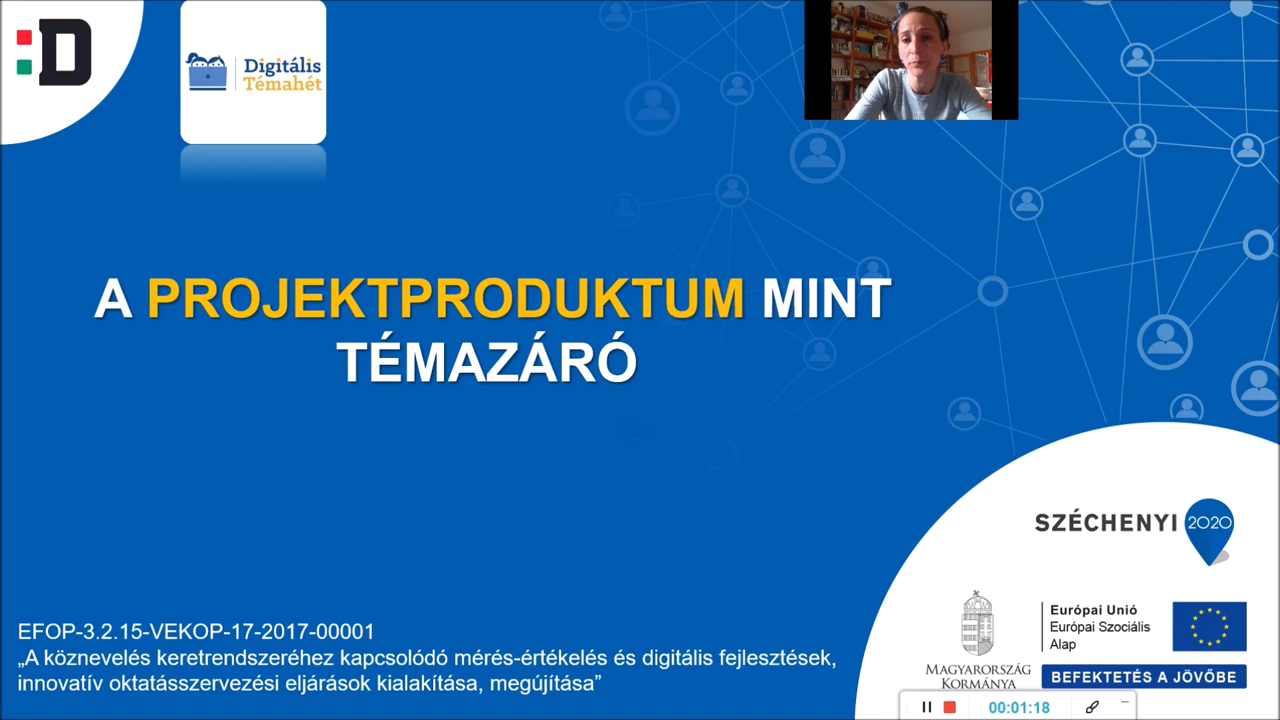 :D
Digitális
Témahét
A PROJEKTPRODUKTUM MINT
TÉMAZÁRÓ
SZÉCHENYI 2020
EFOP-3.2.15-VEKOP-17-2017-00001
„A köznevelés keretrendszeréhez kapcsolódó mérés-értékelés és digitális fejlesztések,
innovatív oktatásszervezési eljárások kialakítása, megújítása”
MAGYARORSZÁG
KORMÁNYA
Európai Unió
Európai Szociális
Alap
BEFEKTETÉS A JÖVŐBE
00:01:18